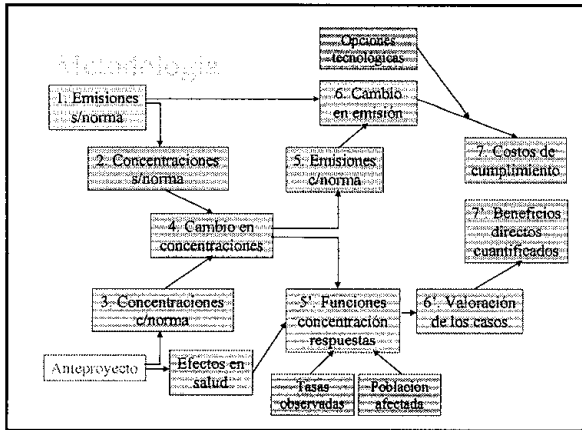 Metodología
Opciones
tecnológicas
1. Emisiones
s/norma
6. Cambio
en emisión
2. Concentraciones
s/norma
5. Emisiones
c/norma
7. Costos de
cumplimiento
4. Cambio en
concentraciones
7'. Beneficios
directos
cuantificados
3. Concentraciones
c/norma
5'. Funciones
concentración
respuestas
6'. Valoración
de los casos
Anteproyecto
Efectos en
salud
Tasas
observadas
Población
afectada